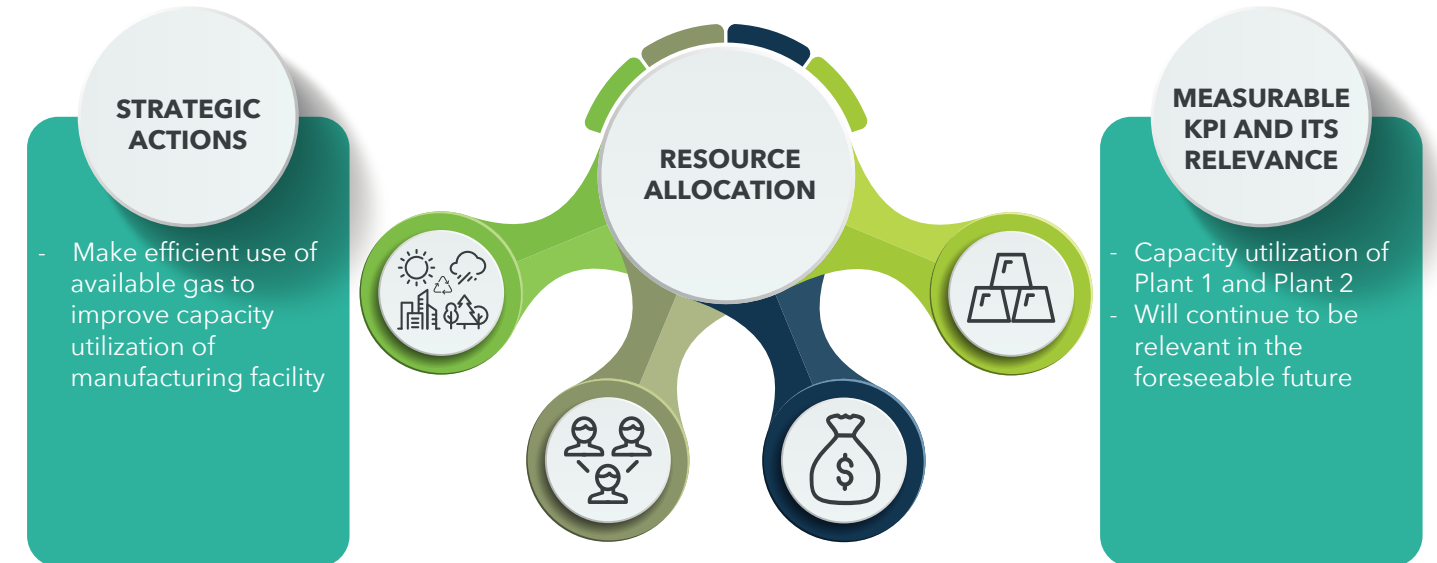 STRATEGIC
ACTIONS
- Make efficient use of
available gas to
improve capacity
utilization of
manufacturing facility
RESOURCE
ALLOCATION
$
MEASURABLE
KPI AND ITS
RELEVANCE
- Capacity utilization of
Plant 1 and Plant 2
- Will continue to be
relevant in the
foreseeable future